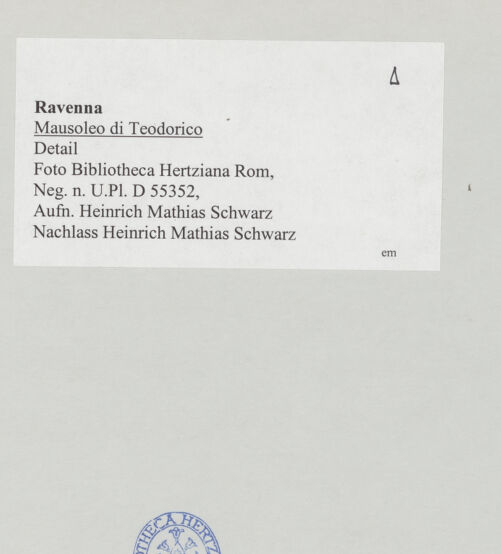 Ravenna
Mausoleo di Teodorico
Detail
Foto Bibliotheca Hertziana Rom,
Neg. n. U.Pl. D 55352,
Aufn. Heinrich Mathias Schwarz
Nachlass Heinrich Mathias Schwarz
em